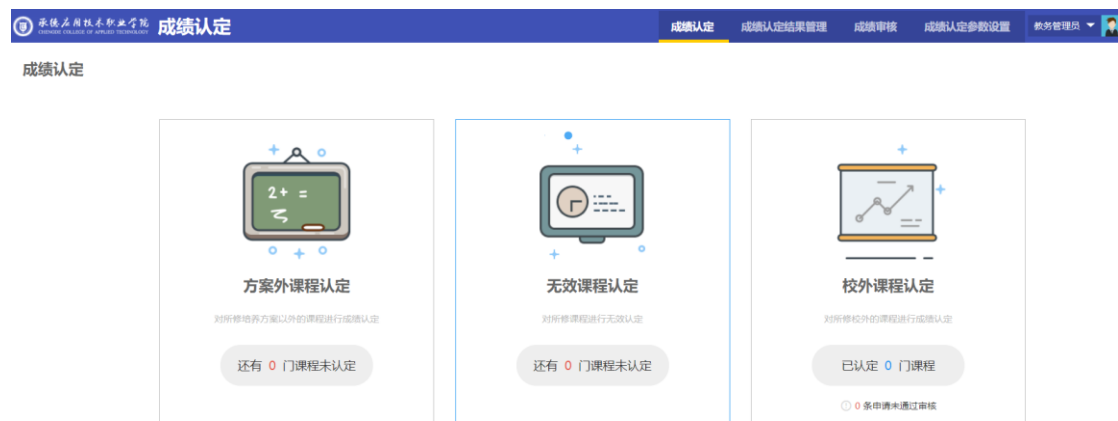 承德应用技术职业学院 成绩认定 成绩认定 成绩认定结果管理 成绩审核 成绩认定参数设置 教务管理员
CHENGDE COLLEGE OF APPLIED TECHNOLOGY
成绩认定
2+ =
方案外课程认定 无效课程认定 校外课程认定
对所修培养方案以外的课程进行成绩认定 对所修课程进行无效认定 对所修校外的课程进行成绩认定
还有 0 门课程未认定 还有 0 门课程未认定 已认定 0 门课程
0 条申请未通过审核